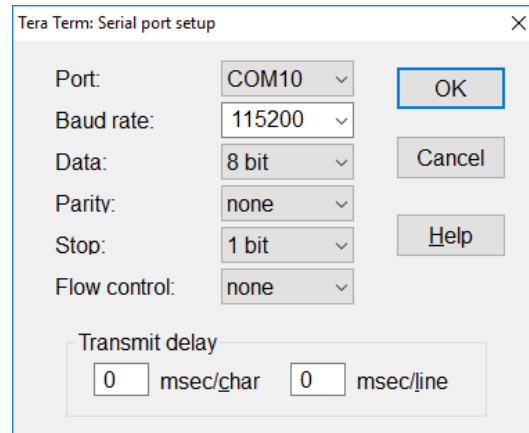 Tera Term: Serial port setup
Port: COM10
OK
Baud rate: 115200
Data: 8 bit
Cancel
Parity: none
Stop: 1 bit
Help
Flow control: none
Transmit delay
0 msec/char 0 msec/line